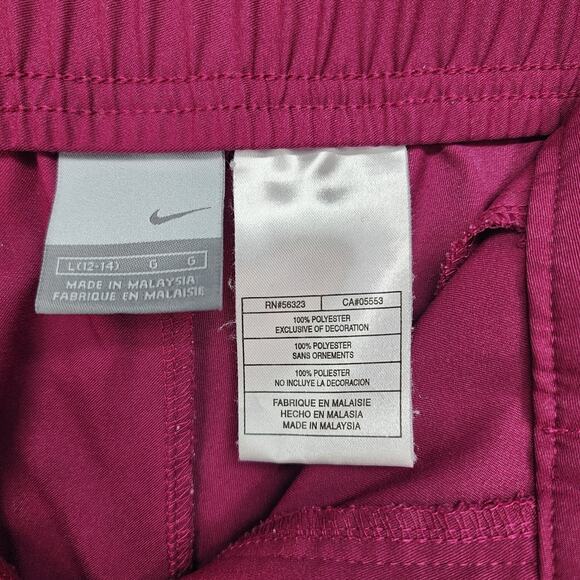 L(12-14) G G
MADE IN MALAYSIA
FABRIQUE EN MALAISIE
RN#56323 CA#05553
100% POLYESTER
EXCLUSIVE OF DECORATION
100% POLYESTER
SANS ORNEMENTS
100% POLIESTER
NO INCLUYE LA DECORACION
FABRIQUE EN MALAISIE
HECHO EN MALASIA
MADE IN MALAYSIA